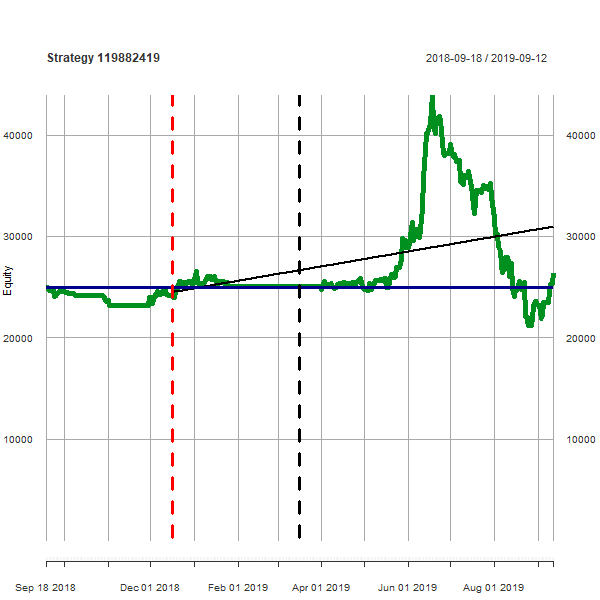 Strategy 119882419
2018-09-18 / 2019-09-12
40000 40000
30000 30000
Equity
20000 20000
10000 10000
Sep 18 2018 Dec 01 2018 Feb 01 2019 Apr 01 2019 Jun 01 2019 Aug 01 2019